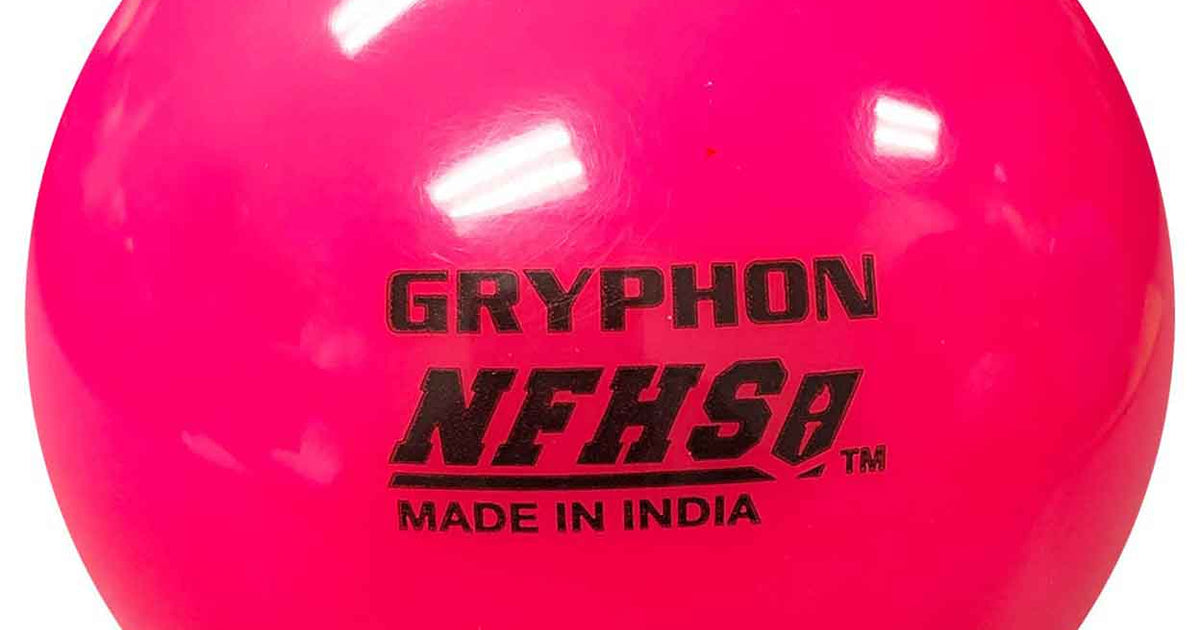 GRYPHON
NFHS
TM
MADE IN INDIA